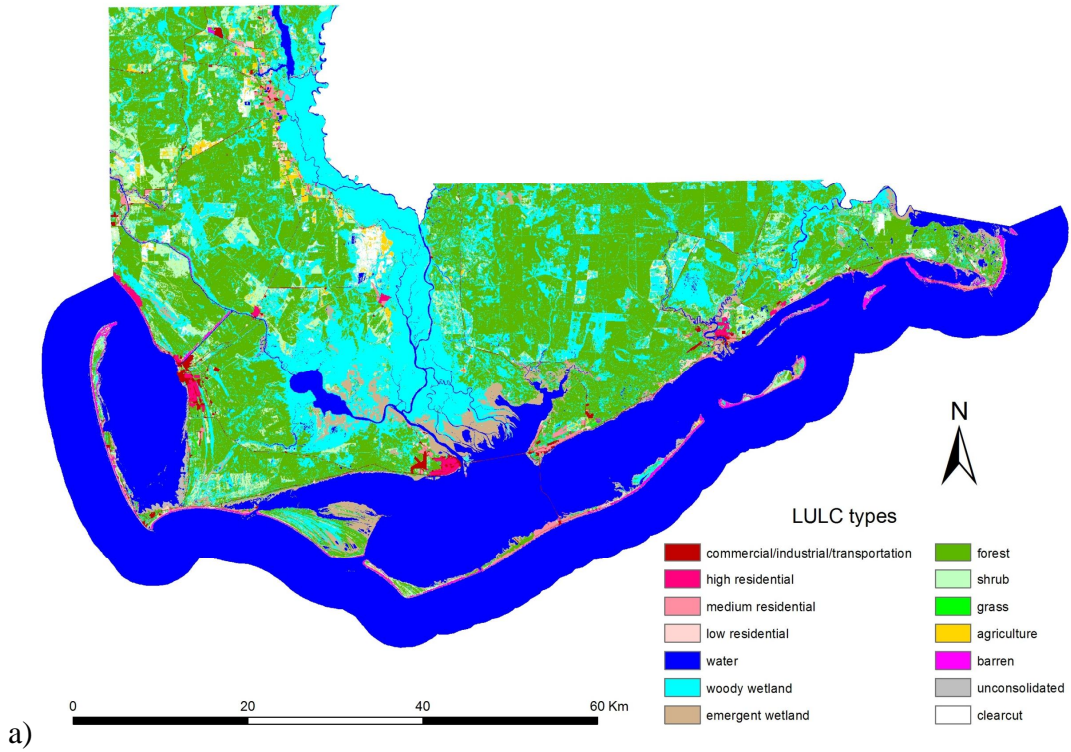 N
LULC types
commercial/industrial/transportation
high residential
medium residential
low residential
water
woody wetland
emergent wetland
forest
shrub
grass
agriculture
barren
unconsolidated
clearcut
0 20 40 60 Km
a)